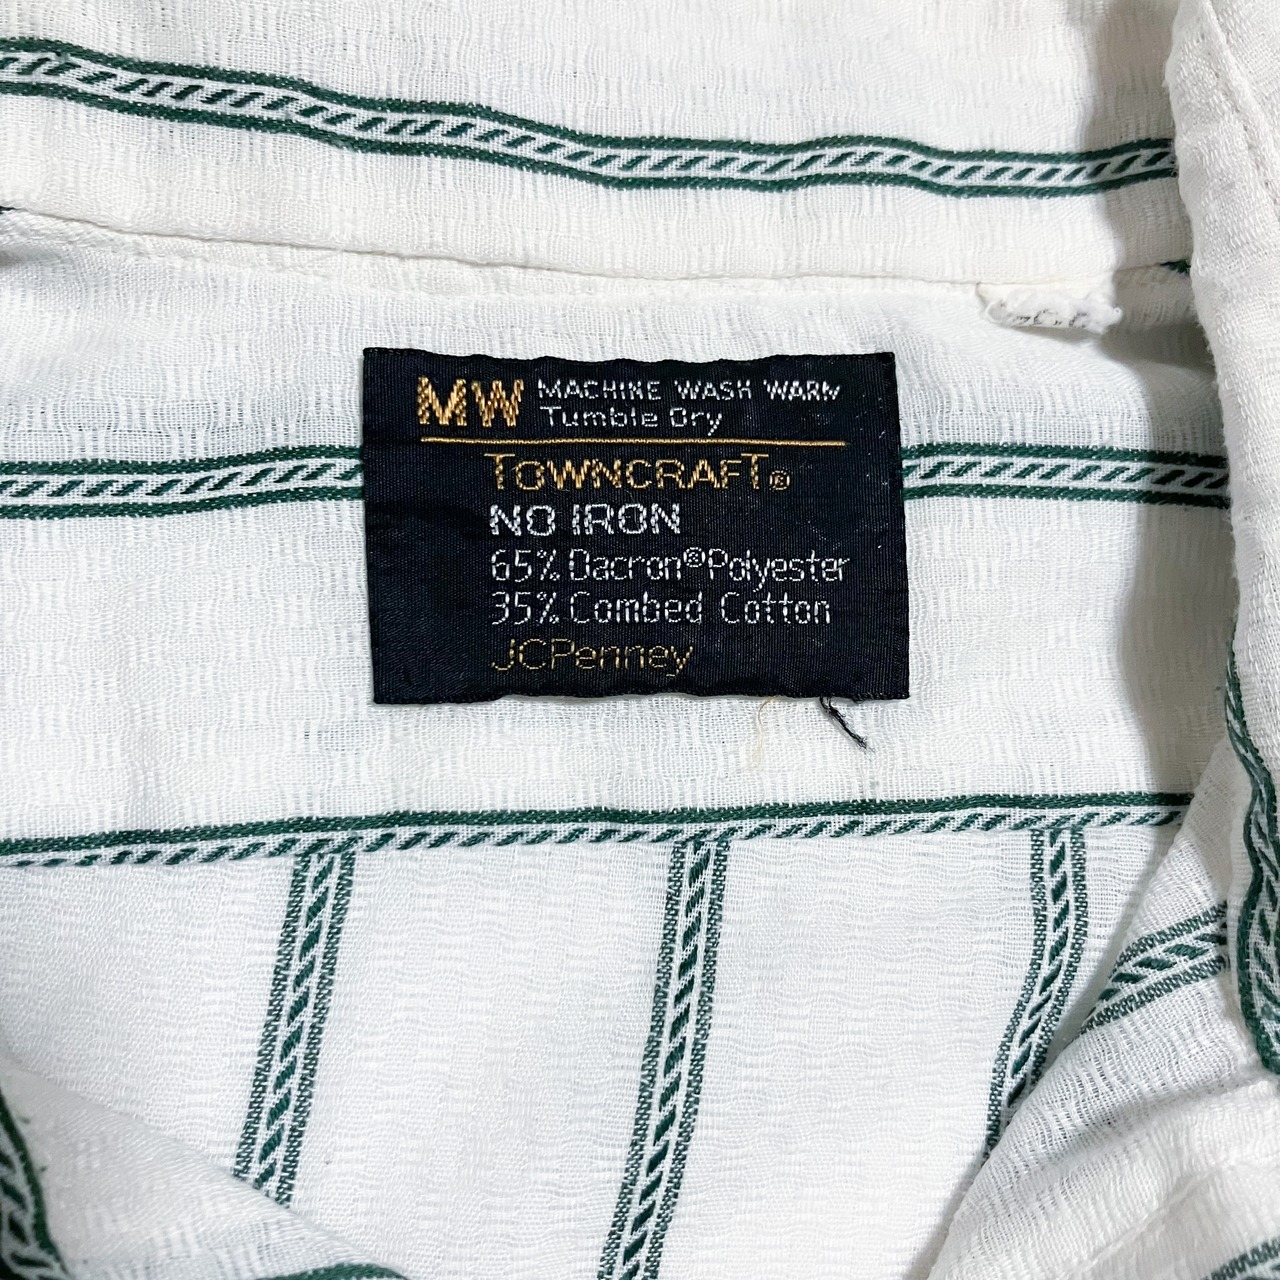 MW MACHINE WASH WARM
Tumble Dry
TOWNCRAFT®
NO IRON
65% Dacron® Polyester
35% Combed Cotton
JCPenney